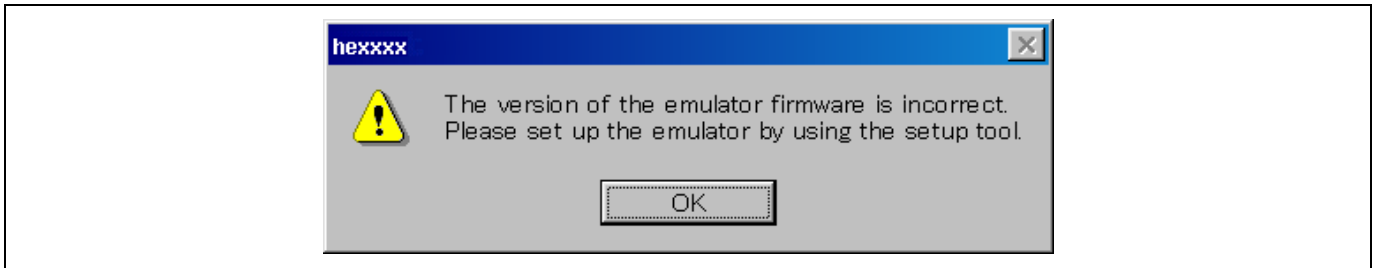 hexxxx
The version of the emulator firmware is incorrect.
Please set up the emulator by using the setup tool.
OK